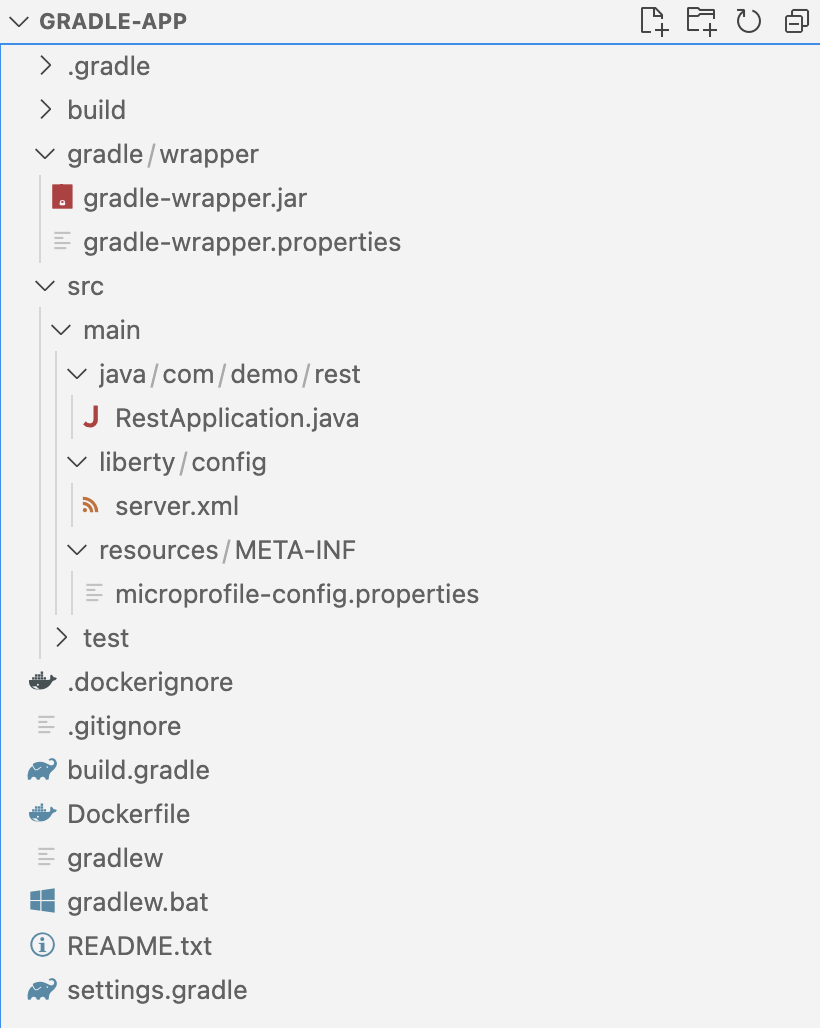 GRADLE-APP
.gradle
build
gradle/wrapper
gradle-wrapper.jar
gradle-wrapper.properties
src
main
java/com/demo/rest
RestApplication.java
liberty/config
server.xml
resources/META-INF
microprofile-config.properties
test
.dockerignore
.gitignore
build.gradle
Dockerfile
gradlew
gradlew.bat
README.txt
settings.gradle